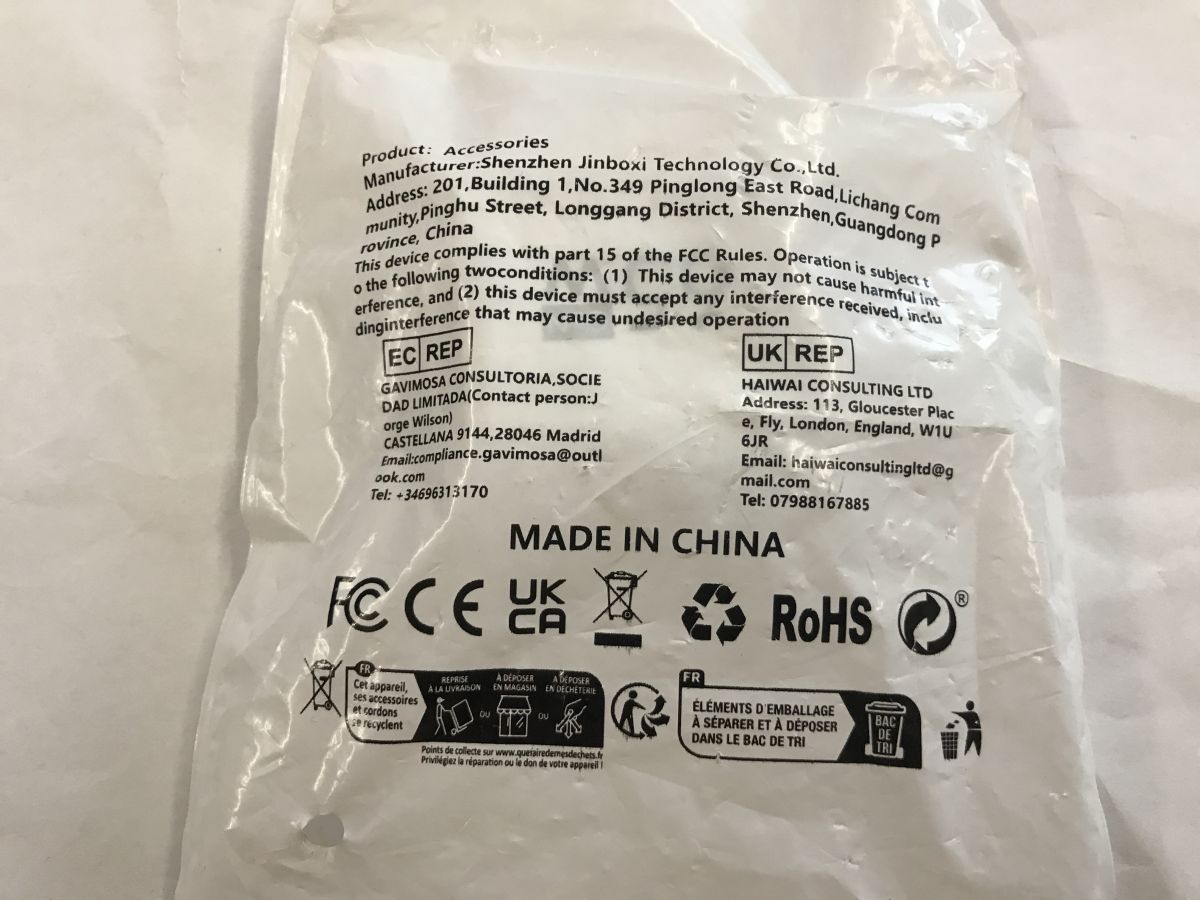 Product: Accessories
Manufacturer:Shenzhen Jinboxi Technology Co.,Ltd.
Address: 201,Building 1,No.349 Pinglong East Road,Lichang Com
munity,Pinghu Street, Longgang District, Shenzhen,Guangdong P
rovince, China
This device complies with part 15 of the FCC Rules. Operation is subject t
o the following twoconditions: (1) This device may not cause harmful int
erference, and (2) this device must accept any interference received, inclu
dinginterference that may cause undesired operation
EC REP
GAVIMOSA CONSULTORIA,SOCIE
DAD LIMITADA(Contact person:J
orge Wilson)
CASTELLANA 9144,28046 Madrid
Email:compliance.gavimosa@outl
ook.com
Tel: +34696313170
UK REP
HAIWAI CONSULTING LTD
Address: 113, Gloucester Plac
e, Fly, London, England, W1U
6JR
Email: haiwaiconsultingltd@g
mail.com
Tel: 07988167885
MADE IN CHINA
FC CE UK
CA RoHS ®
FR
Cet appareil,
ses accessoires
et cordons
se recyclent
REPRISE
À LA LIVRAISON
OU
À DÉPOSER
EN MAGASIN
OU
À DÉPOSER
EN DÉCHÈTERIE
Points de collecte sur www.quefairedemesdechets.fr
Privilégiez la réparation ou le don de votre appareil !
FR
ÉLÉMENTS D'EMBALLAGE
À SÉPARER ET À DÉPOSER
DANS LE BAC DE TRI
BAC
DE
TRI